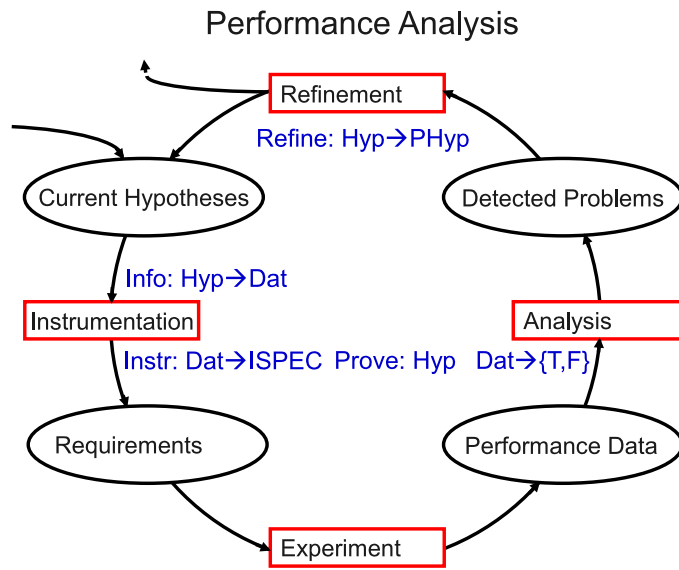 Performance Analysis
Refinement
Refine: Hyp→PHyp
Current Hypotheses
Detected Problems
Info: Hyp→Dat
Instrumentation
Analysis
Instr: Dat→ISPEC
Prove: Hyp Dat→{T,F}
Requirements
Performance Data
Experiment